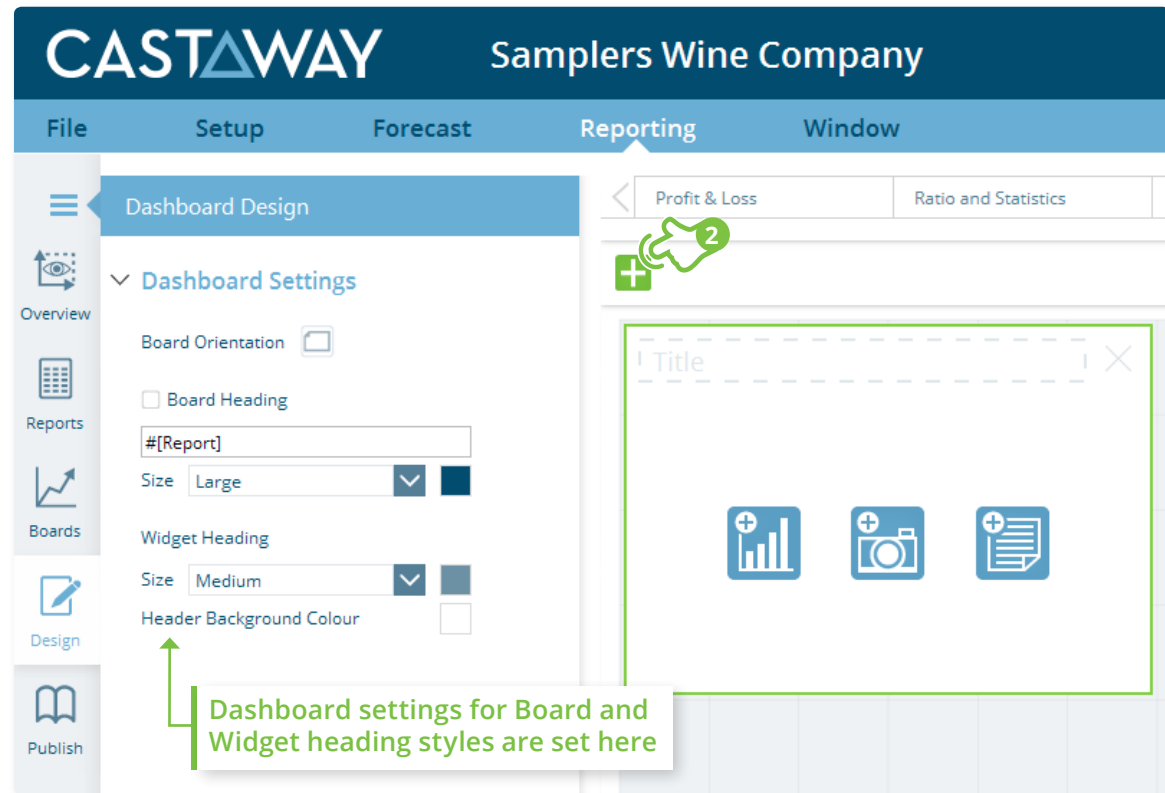 CASTAWAY
Samplers Wine Company
File Setup Forecast Reporting Window
Dashboard Design
Profit & Loss
Ratio and Statistics
2
Overview
Reports
Boards
Design
Publish
Dashboard Settings
Board Orientation
Board Heading
#[Report]
Size Large
Widget Heading
Size Medium
Header Background Colour
Title
Dashboard settings for Board and
Widget heading styles are set here